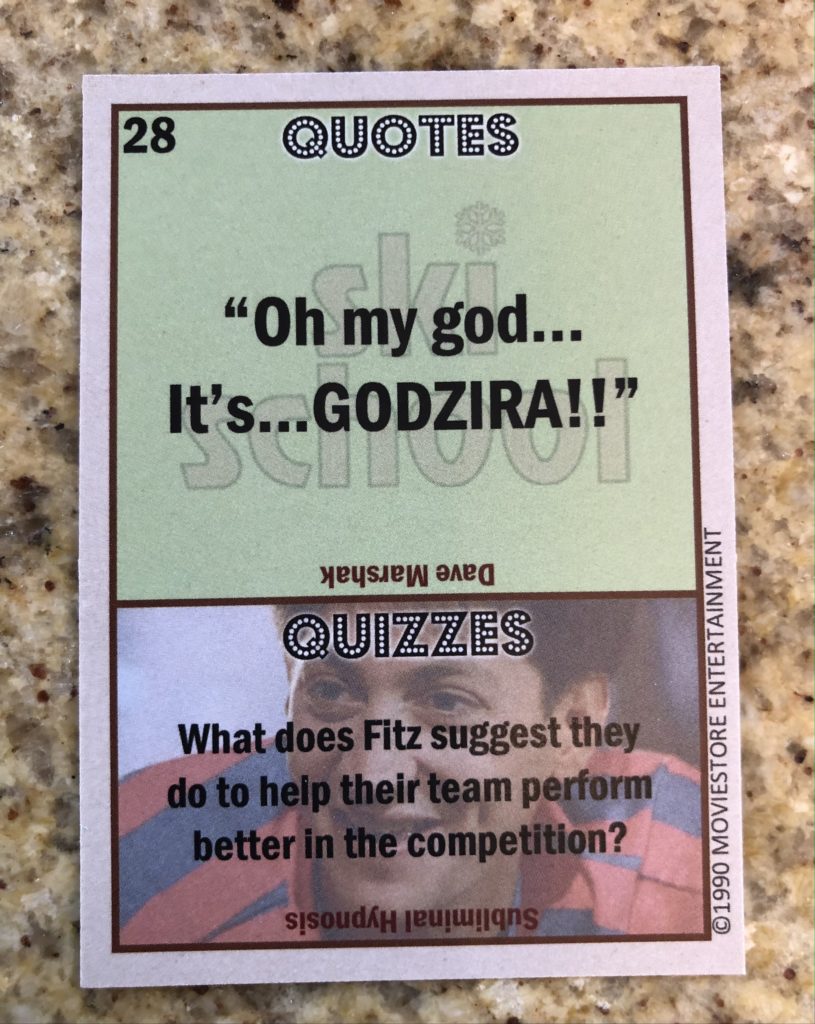 28
QUOTES
ski
school
“Oh my god...
It’s...GODZIRA!!”
Dave Marshak
QUIZZES
What does Fitz suggest they
do to help their team perform
better in the competition?
Subliminal Hypnosis
©1990 MOVIESTORE ENTERTAINMENT